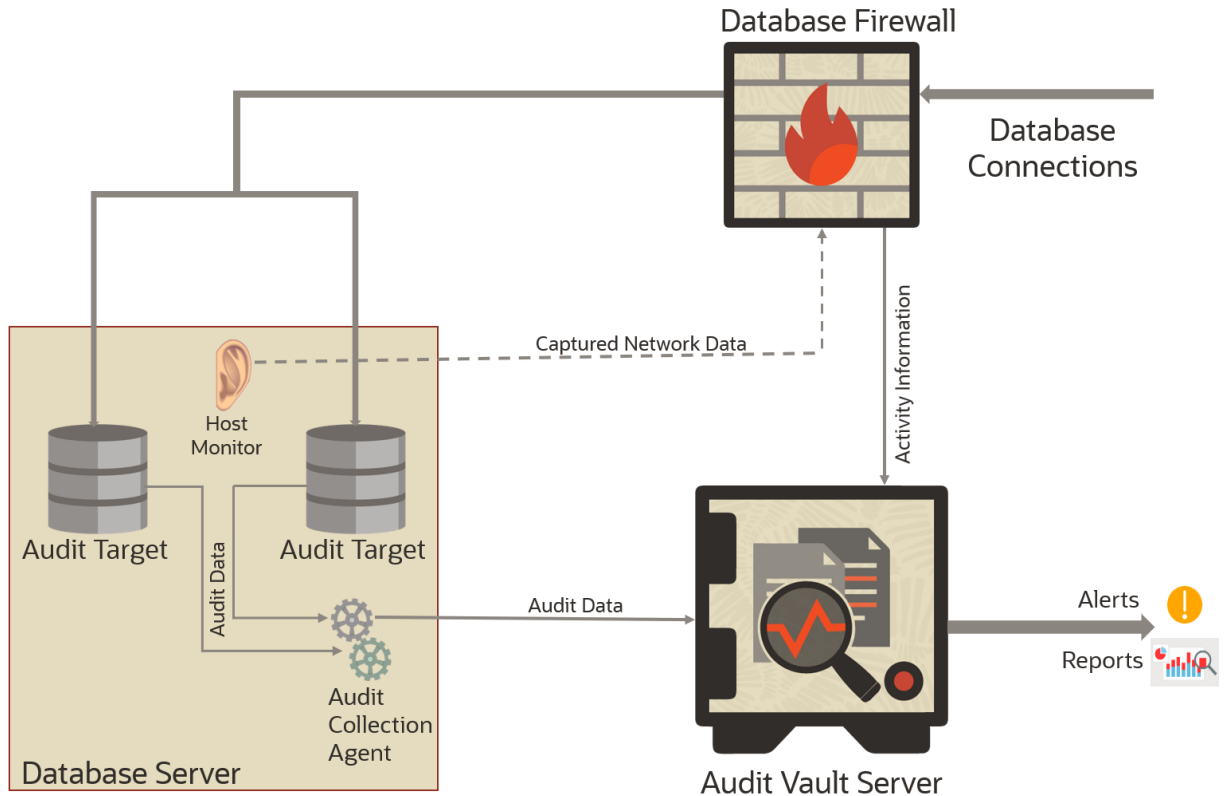 Database Firewall
Database
Connections
Captured Network Data
Activity Information
Host
Monitor
Audit Target
Audit Target
Audit Data
Audit Data
Audit
Collection
Agent
Database Server
Audit Vault Server
Alerts
Reports